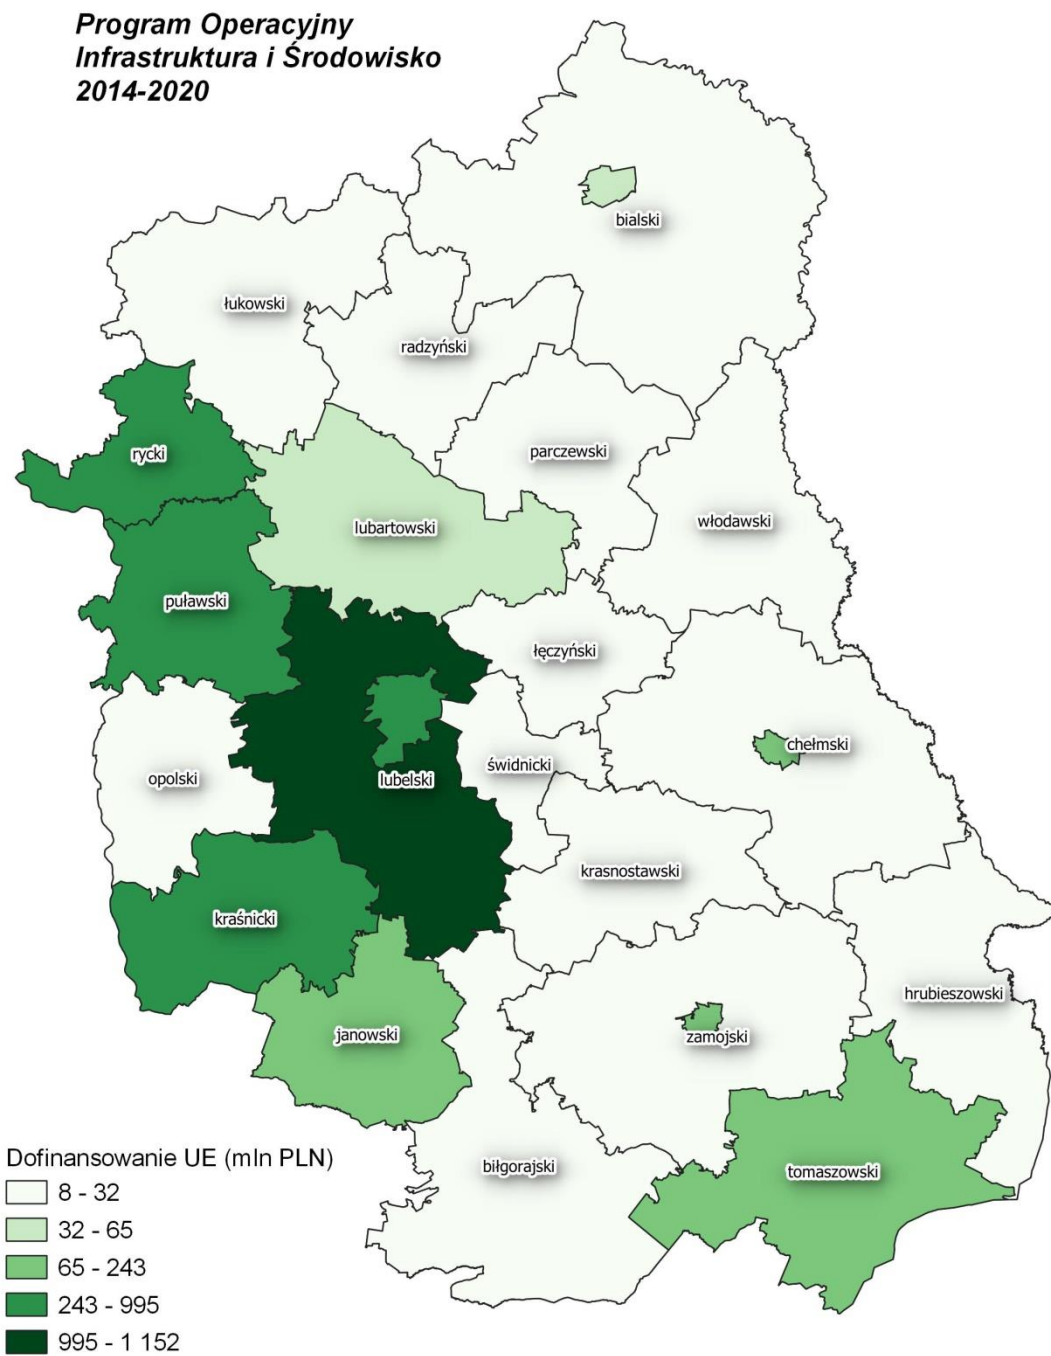 Program Operacyjny
Infrastruktura i Środowisko
2014-2020
bialski
łukowski
radzyński
rycki
parczewski
lubartowski
włodawski
puławski
łęczyński
chełmski
opolski
lubelski
świdnicki
krasnostawski
kraśnicki
hrubieszowski
janowski
zamojski
biłgorajski
tomaszowski
Dofinansowanie UE (mln PLN)
8 - 32
32 - 65
65 - 243
243 - 995
995 - 1 152